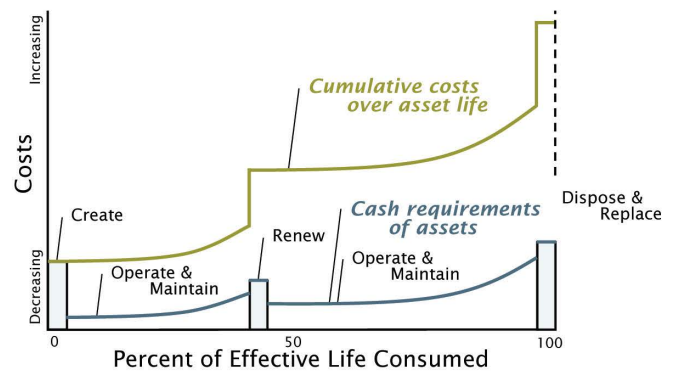 Increasing
Costs
Decreasing
Cumulative costs
over asset life
Create
Cash requirements
of assets
Dispose &
Replace
Renew
Operate &
Maintain
Operate &
Maintain
0
50
100
Percent of Effective Life Consumed